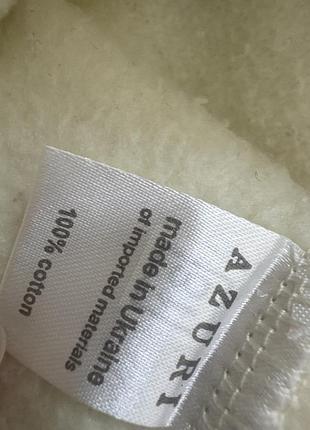 AZURI
made in Ukraine
of imported materials
100% cotton